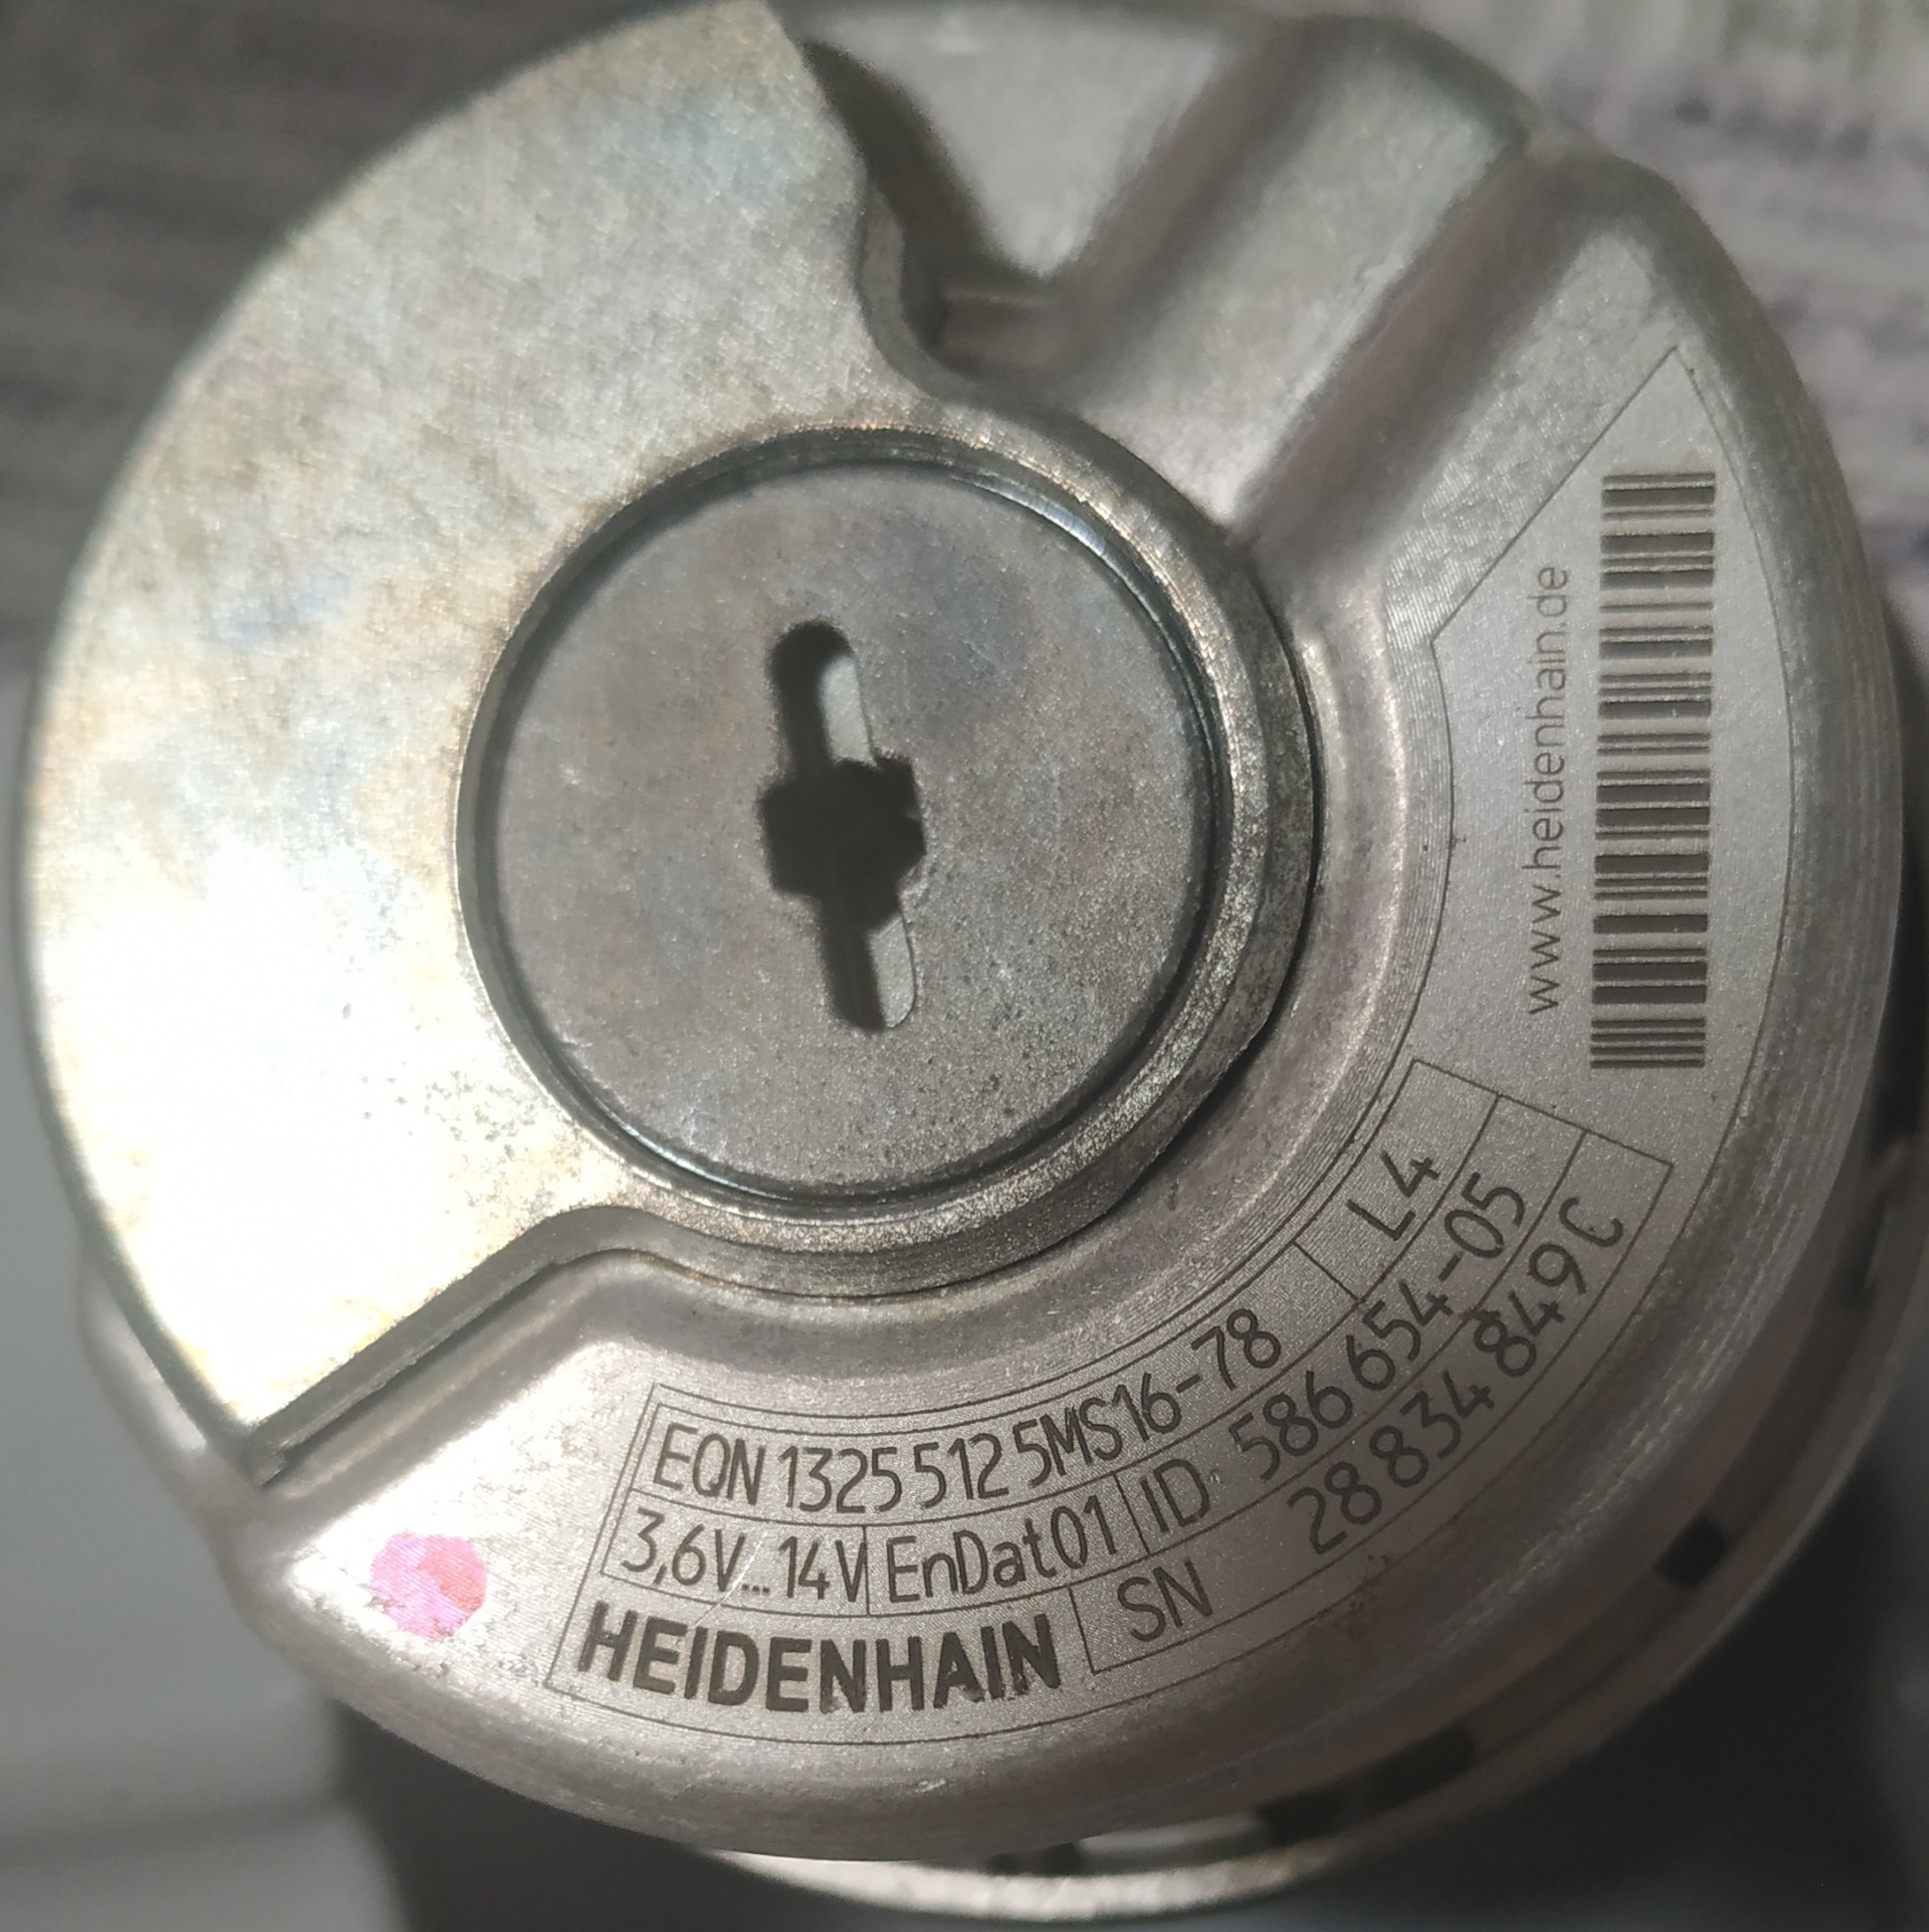 EQN 1325 512 5MS16-78
L4
3,6V...14V EnDat01 ID 586 654-05
HEIDENHAIN SN 28 834 849 C
www.heidenhain.de